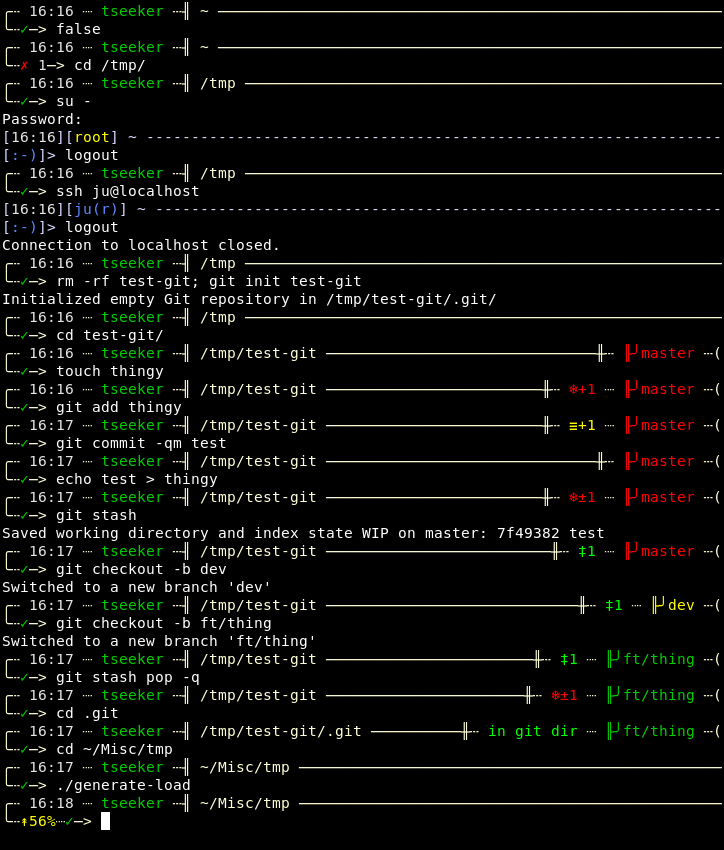 ╭┄ 16:16 ┄ tseeker ┄╢ ~ ─────────────────────────────────────────────────────────
╰┄✓─> false
╭┄ 16:16 ┄ tseeker ┄╢ ~ ─────────────────────────────────────────────────────────
╰┄✗ 1─> cd /tmp/
╭┄ 16:16 ┄ tseeker ┄╢ /tmp ──────────────────────────────────────────────────────
╰┄✓─> su -
Password:
[16:16][root] ~ ----------------------------------------------------------------
[:-)]> logout
╭┄ 16:16 ┄ tseeker ┄╢ /tmp ──────────────────────────────────────────────────────
╰┄✓─> ssh ju@localhost
[16:16][ju(r)] ~ ---------------------------------------------------------------
[:-)]> logout
Connection to localhost closed.
╭┄ 16:16 ┄ tseeker ┄╢ /tmp ──────────────────────────────────────────────────────
╰┄✓─> rm -rf test-git; git init test-git
Initialized empty Git repository in /tmp/test-git/.git/
╭┄ 16:16 ┄ tseeker ┄╢ /tmp ──────────────────────────────────────────────────────
╰┄✓─> cd test-git/
╭┄ 16:16 ┄ tseeker ┄╢ /tmp/test-git ──────────────────────────────╫┄ ╟╯master ┄(
╰┄✓─> touch thingy
╭┄ 16:16 ┄ tseeker ┄╢ /tmp/test-git ────────────────────────╫┄ ❄+1 ┄ ╟╯master ┄(
╰┄✓─> git add thingy
╭┄ 16:17 ┄ tseeker ┄╢ /tmp/test-git ────────────────────────╫┄ ≡+1 ┄ ╟╯master ┄(
╰┄✓─> git commit -qm test
╭┄ 16:17 ┄ tseeker ┄╢ /tmp/test-git ──────────────────────────────╫┄ ╟╯master ┄(
╰┄✓─> echo test > thingy
╭┄ 16:17 ┄ tseeker ┄╢ /tmp/test-git ────────────────────────╫┄ ❄±1 ┄ ╟╯master ┄(
╰┄✓─> git stash
Saved working directory and index state WIP on master: 7f49382 test
╭┄ 16:17 ┄ tseeker ┄╢ /tmp/test-git ─────────────────────────╫┄ ‡1 ┄ ╟╯master ┄(
╰┄✓─> git checkout -b dev
Switched to a new branch 'dev'
╭┄ 16:17 ┄ tseeker ┄╢ /tmp/test-git ────────────────────────────╫┄ ‡1 ┄ ╟╯dev ┄(
╰┄✓─> git checkout -b ft/thing
Switched to a new branch 'ft/thing'
╭┄ 16:17 ┄ tseeker ┄╢ /tmp/test-git ───────────────────────╫┄ ‡1 ┄ ╟╯ft/thing ┄(
╰┄✓─> git stash pop -q
╭┄ 16:17 ┄ tseeker ┄╢ /tmp/test-git ──────────────────────╫┄ ❄±1 ┄ ╟╯ft/thing ┄(
╰┄✓─> cd .git
╭┄ 16:17 ┄ tseeker ┄╢ /tmp/test-git/.git ──────────╫┄ in git dir ┄ ╟╯ft/thing ┄(
╰┄✓─> cd ~/Misc/tmp
╭┄ 16:17 ┄ tseeker ┄╢ ~/Misc/tmp ────────────────────────────────────────────────
╰┄✓─> ./generate-load
╭┄ 16:18 ┄ tseeker ┄╢ ~/Misc/tmp ────────────────────────────────────────────────
╰┄↟56%┄✓─>